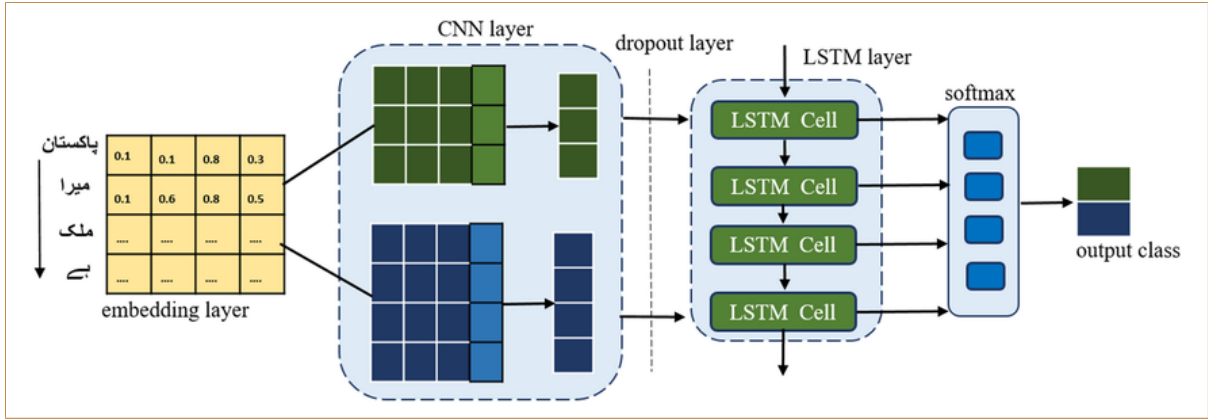 CNN layer
dropout layer
LSTM layer
softmax
پاکستان
0.1 0.1 0.8 0.3
میرا
0.1 0.6 0.8 0.5
ملک
.... .... .... ....
ہے
.... .... .... ....
embedding layer
LSTM Cell
LSTM Cell
LSTM Cell
LSTM Cell
output class